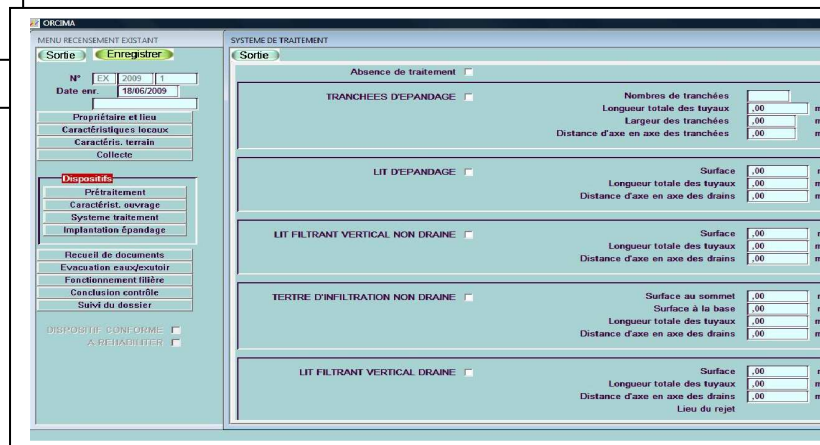 ORCIMA
MENU RECENSEMENT EXISTANT
Sortie Enregistrer
N° EX 2009 1
Date enr. 18/06/2009
Propriétaire et lieu
Caractéristiques locaux
Caractéris. terrain
Collecte
Dispositifs
Prétraitement
Caractérist. ouvrage
Systeme traitement
Implantation épandage
Recueil de documents
Evacuation eaux/exutoir
Fonctionnement filière
Conclusion contrôle
Suivi du dossier
DISPOSITIF CONFORME
A REHABILITER
SYSTEME DE TRAITEMENT
Sortie
Absence de traitement
TRANCHEES D'EPANDAGE Nombres de tranchées
Longueur totale des tuyaux ,00 m
Largeur des tranchées ,00 m
Distance d'axe en axe des tranchées ,00 m
LIT D'EPANDAGE Surface ,00
Longueur totale des tuyaux ,00 m
Distance d'axe en axe des drains ,00 m
LIT FILTRANT VERTICAL NON DRAINE Surface ,00
Longueur totale des tuyaux ,00 m
Distance d'axe en axe des drains ,00 m
TERTRE D'INFILTRATION NON DRAINE Surface au sommet ,00
Surface à la base ,00
Longueur totale des tuyaux ,00 m
Distance d'axe en axe des drains ,00 m
LIT FILTRANT VERTICAL DRAINE Surface ,00
Longueur totale des tuyaux ,00 m
Distance d'axe en axe des drains ,00 m
Lieu du rejet